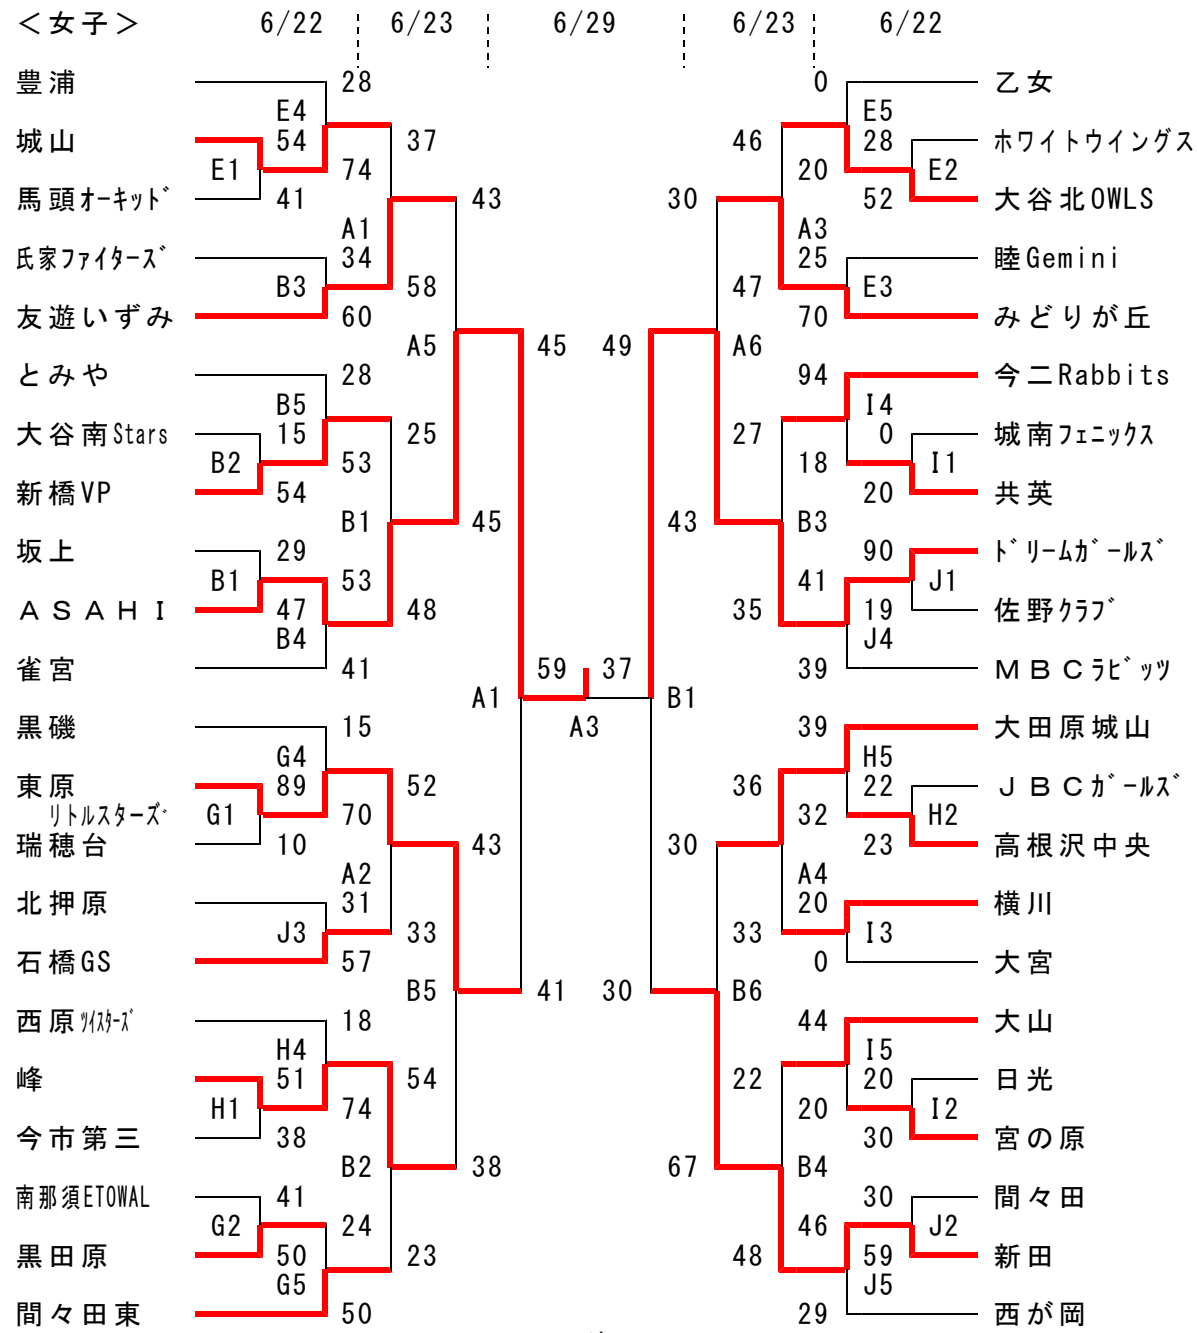 ＜女子＞ 6/22 6/23 6/29 6/23 6/22
豊浦 28 0 乙女
E4 E5
城山 54 37 46 28 ホワイトウイングス
E1 74 20 E2
馬頭オーキッド 41 43 30 52 大谷北OWLS
A1 A3
氏家ファイターズ 34 25 睦Gemini
B3 58 47 E3
友遊いずみ 60 70 みどりが丘
A5 45 49 A6
とみや 28 94 今二Rabbits
B5 I4
大谷南Stars 15 25 27 0 城南フェニックス
B2 53 18 I1
新橋VP 54 20 共英
B1 45 43 B3
坂上 29 90 ドリームガールズ
B1 53 41 J1
ＡＳＡＨＩ 47 48 35 19 佐野クラブ
B4 J4
雀宮 41 59 37 39 ＭＢＣラビッツ
A1 B1
黒磯 15 A3 39 大田原城山
G4 H5
東原 89 52 36 22 ＪＢＣガールズ
リトルスターズ G1 70 32 H2
瑞穂台 10 43 30 23 高根沢中央
A2 A4
北押原 31 20 横川
J3 33 33 I3
石橋GS 57 0 大宮
B5 41 30 B6
西原ツイスターズ 18 44 大山
H4 I5
峰 51 54 22 20 日光
H1 74 20 I2
今市第三 38 30 宮の原
B2 38 67 B4
南那須ETOWAL 41 30 間々田
G2 24 46 J2
黒田原 50 23 48 59 新田
G5 J5
間々田東 50 29 西が岡